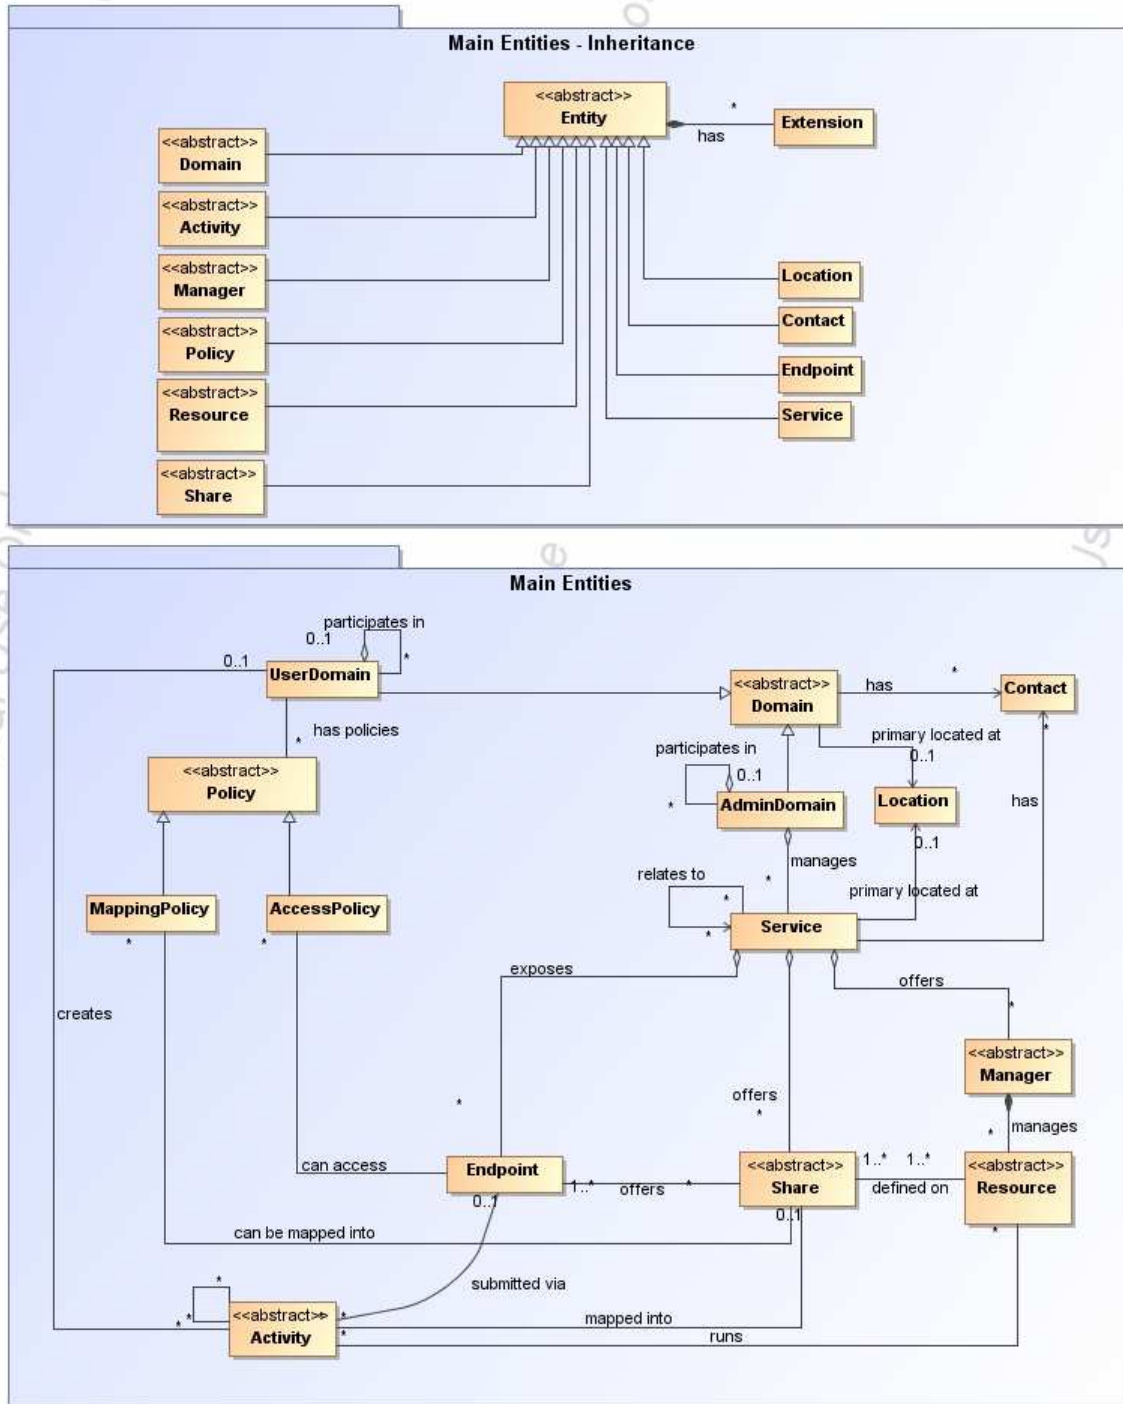 Main Entities - Inheritance
<<abstract>>
Entity
*
has
Extension
<<abstract>>
Domain
<<abstract>>
Activity
<<abstract>>
Manager
<<abstract>>
Policy
<<abstract>>
Resource
<<abstract>>
Share
Location
Contact
Endpoint
Service
Main Entities
participates in
0..1
*
0..1
UserDomain
has policies
*
<<abstract>>
Domain
has
*
Contact
primary located at
0..1
*
participates in
0..1
*
AdminDomain
Location
0..1
has
manages
*
<<abstract>>
Policy
relates to
*
*
primary located at
MappingPolicy
*
AccessPolicy
*
Service
exposes
offers
*
creates
<<abstract>>
Manager
offers
*
*
manages
*
can access
Endpoint
0..1
1..*
offers
*
<<abstract>>
Share
0..1
1..*
1..*
defined on
<<abstract>>
Resource
*
can be mapped into
submitted via
*
*
*
<<abstract>>
Activity
*
*
mapped into
runs